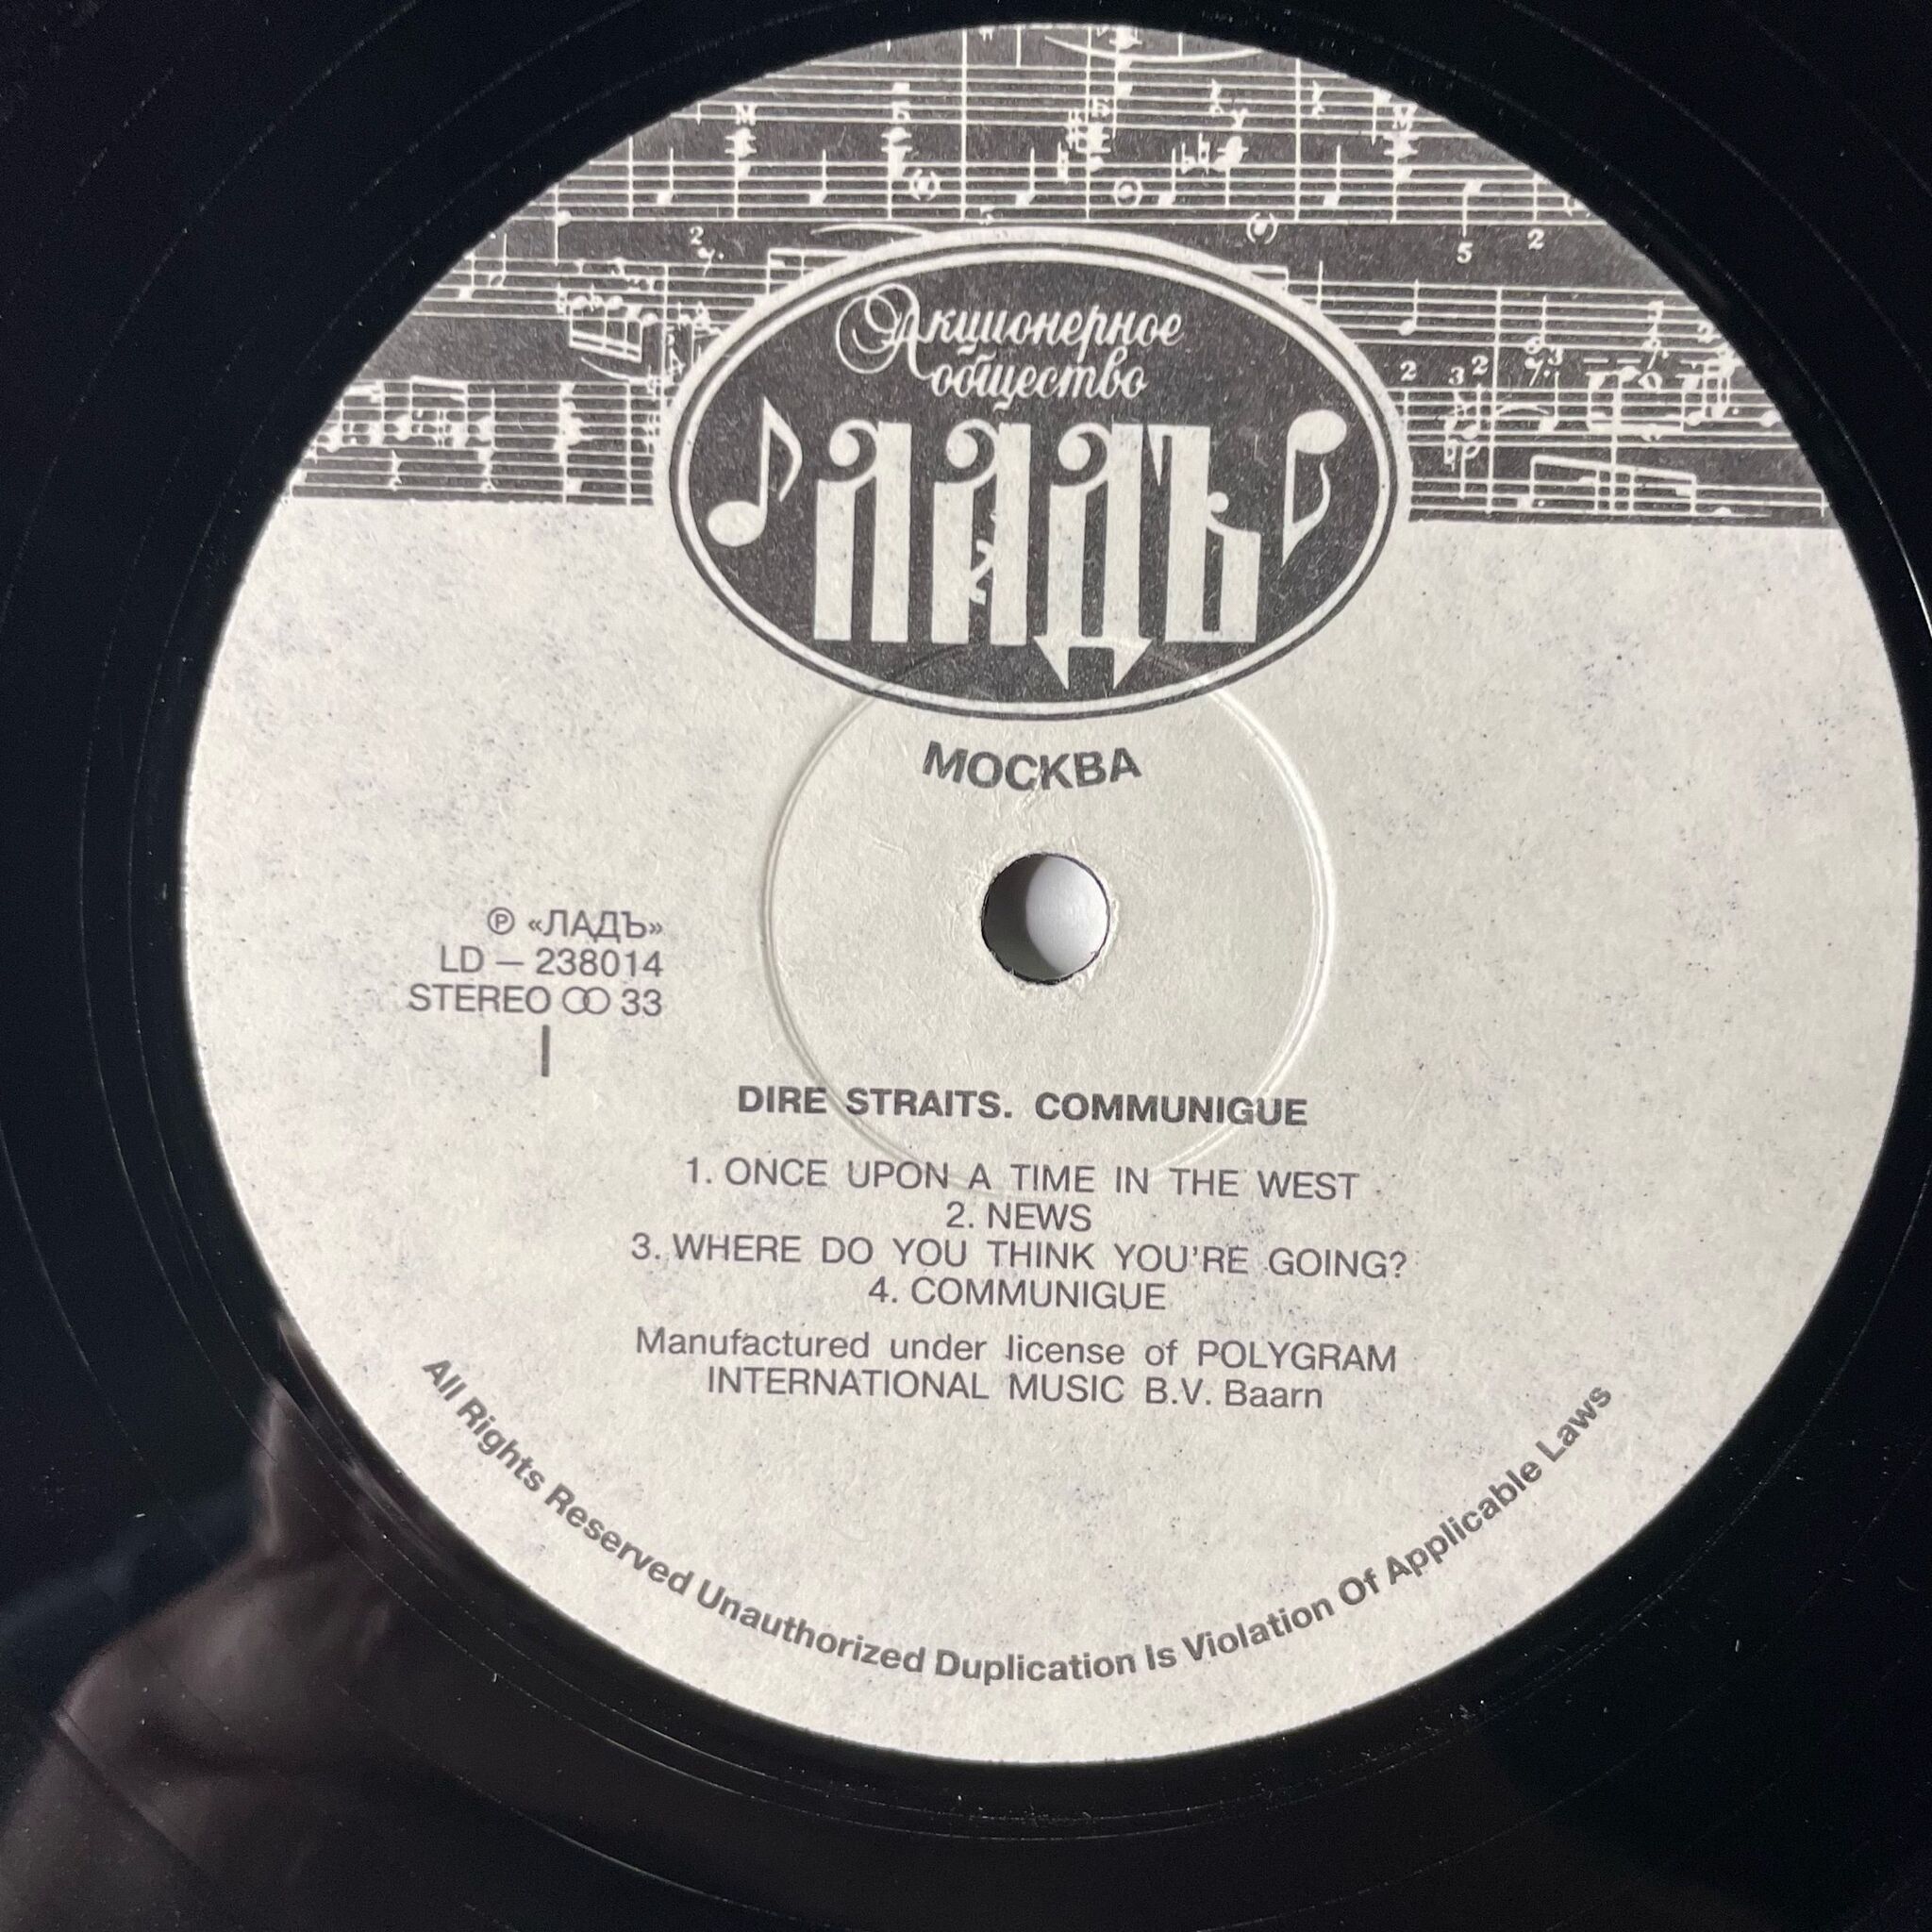 Акционерное
общество
ЛАДЪ
МОСКВА
℗ «ЛАДЪ»
LD — 238014
STEREO ꝏ 33
I
DIRE STRAITS. COMMUNIGUE
1. ONCE UPON A TIME IN THE WEST
2. NEWS
3. WHERE DO YOU THINK YOU'RE GOING?
4. COMMUNIGUE
Manufactured under license of POLYGRAM
INTERNATIONAL MUSIC B.V. Baarn
All Rights Reserved Unauthorized Duplication Is Violation Of Applicable Laws